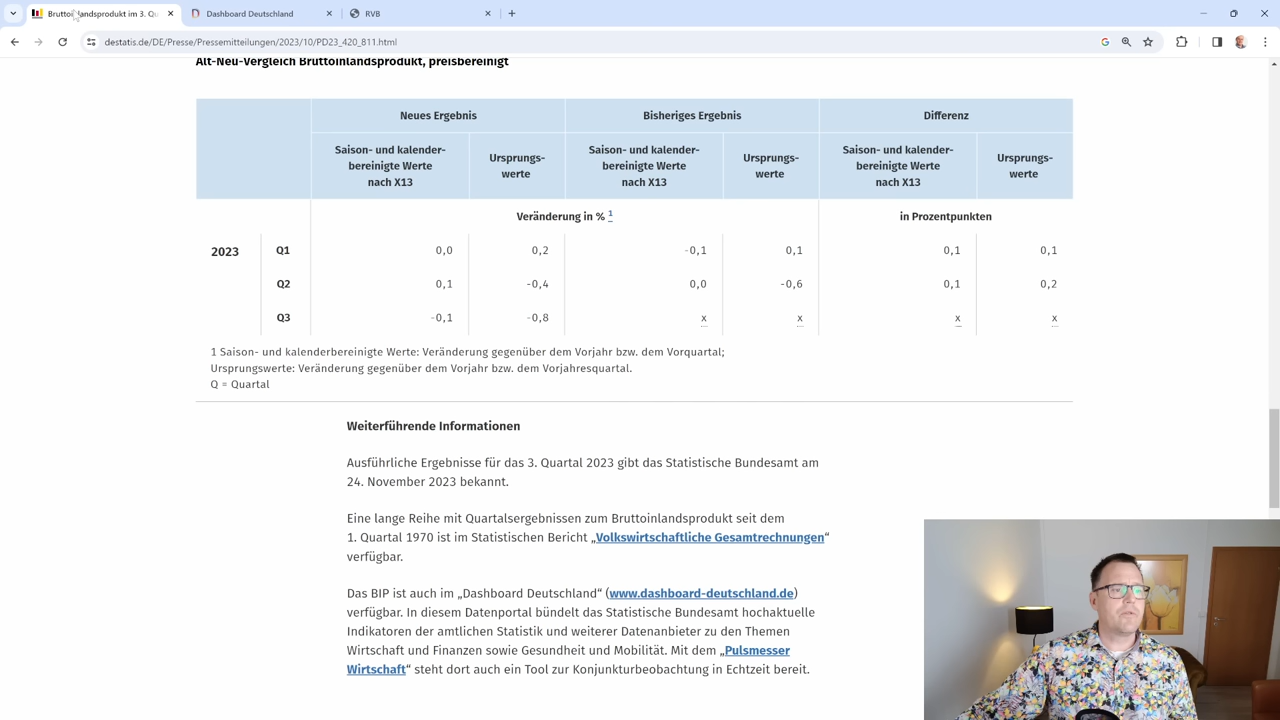 Bruttoinlandsprodukt im 3. Qu
Dashboard Deutschland
RVB
destatis.de/DE/Presse/Pressemitteilungen/2023/10/PD23_420_811.html
Alt-Neu-Vergleich Bruttoinlandsprodukt, preisbereinigt
Neues Ergebnis Bisheriges Ergebnis Differenz
Saison- und kalender- Ursprungs- Saison- und kalender- Ursprungs- Saison- und kalender- Ursprungs-
bereinigte Werte werte bereinigte Werte werte bereinigte Werte werte
nach X13 nach X13 nach X13
Veränderung in % 1 in Prozentpunkten
2023 Q1 0,0 0,2 -0,1 0,1 0,1 0,1
Q2 0,1 -0,4 0,0 -0,6 0,1 0,2
Q3 -0,1 -0,8 x x x x
1 Saison- und kalenderbereinigte Werte: Veränderung gegenüber dem Vorjahr bzw. dem Vorquartal;
Ursprungswerte: Veränderung gegenüber dem Vorjahr bzw. dem Vorjahresquartal.
Q = Quartal
Weiterführende Informationen
Ausführliche Ergebnisse für das 3. Quartal 2023 gibt das Statistische Bundesamt am
24. November 2023 bekannt.
Eine lange Reihe mit Quartalsergebnissen zum Bruttoinlandsprodukt seit dem
1. Quartal 1970 ist im Statistischen Bericht „Volkswirtschaftliche Gesamtrechnungen“
verfügbar.
Das BIP ist auch im „Dashboard Deutschland“ (www.dashboard-deutschland.de)
verfügbar. In diesem Datenportal bündelt das Statistische Bundesamt hochaktuelle
Indikatoren der amtlichen Statistik und weiterer Datenanbieter zu den Themen
Wirtschaft und Finanzen sowie Gesundheit und Mobilität. Mit dem „Pulsmesser
Wirtschaft“ steht dort auch ein Tool zur Konjunkturbeobachtung in Echtzeit bereit.